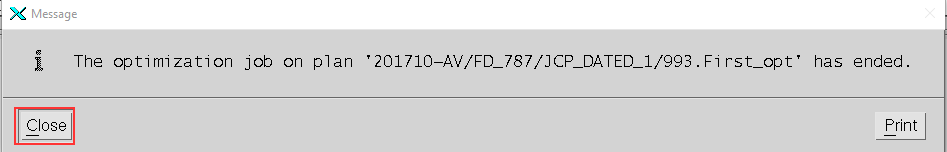 Message
The optimization job on plan '201710-AV/FD_787/JCP_DATED_1/993.First_opt' has ended.
Close
Print